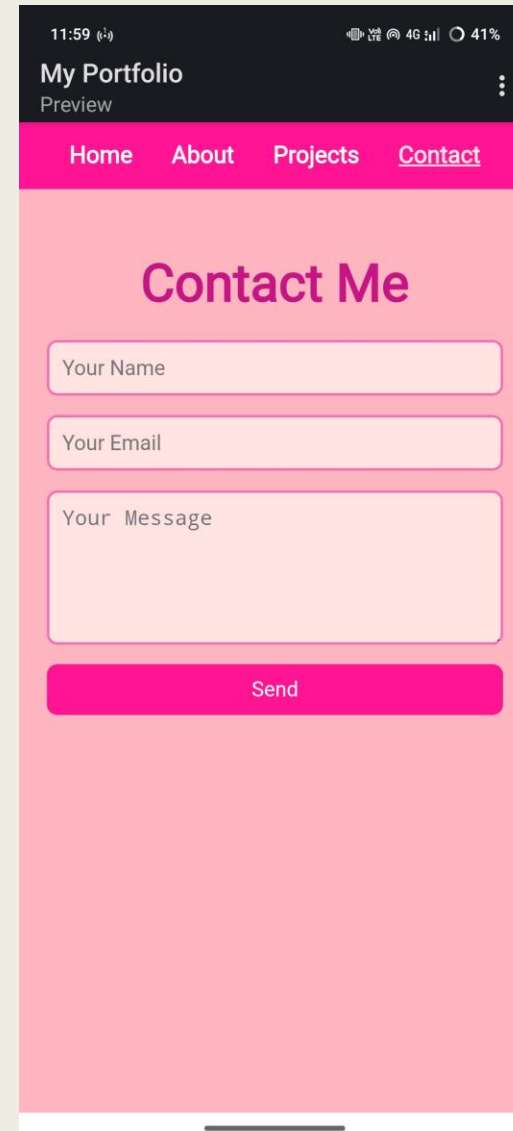 11:59 4G 41%
My Portfolio
Preview
Home About Projects Contact
Contact Me
Your Name
Your Email
Your Message
Send